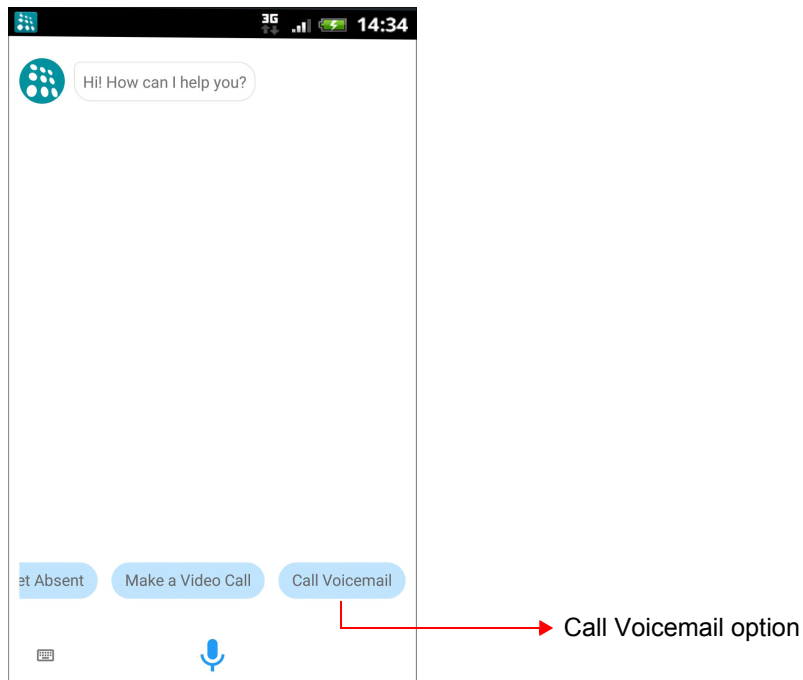 3G 14:34
Hi! How can I help you?
et Absent Make a Video Call Call Voicemail
Call Voicemail option